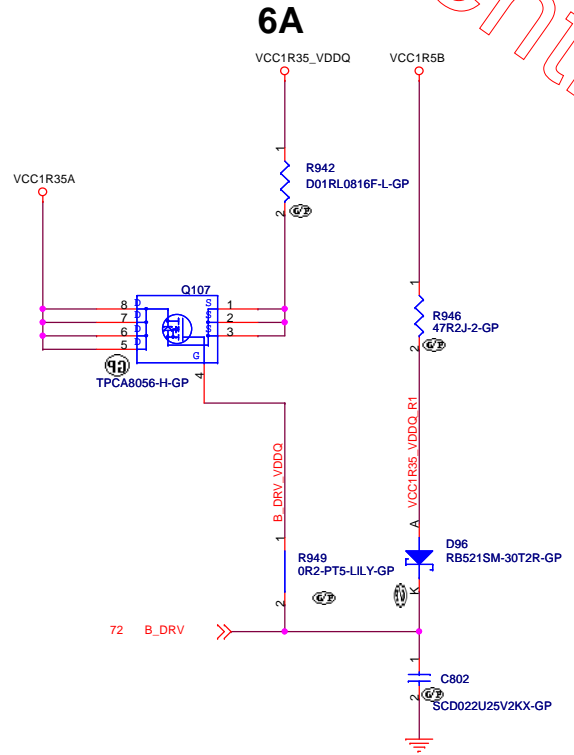 6A
VCC1R35_VDDQ
VCC1R5B
1
R942
D01RL0816F-L-GP
2
G/P
VCC1R35A
Q107
8 D S 1
7 D S 2
6 D S 3
5 D
G
GP
4
TPCA8056-H-GP
1
R946
47R2J-2-GP
2
G/P
B_DRV_VDDQ
VCC1R35_VDDQ_R1
1
R949
0R2-PT5-LILY-GP
2
G/P
A
D96
RB521SM-30T2R-GP
K
72 B_DRV
1
C802
2
G/P
SCD022U25V2KX-GP